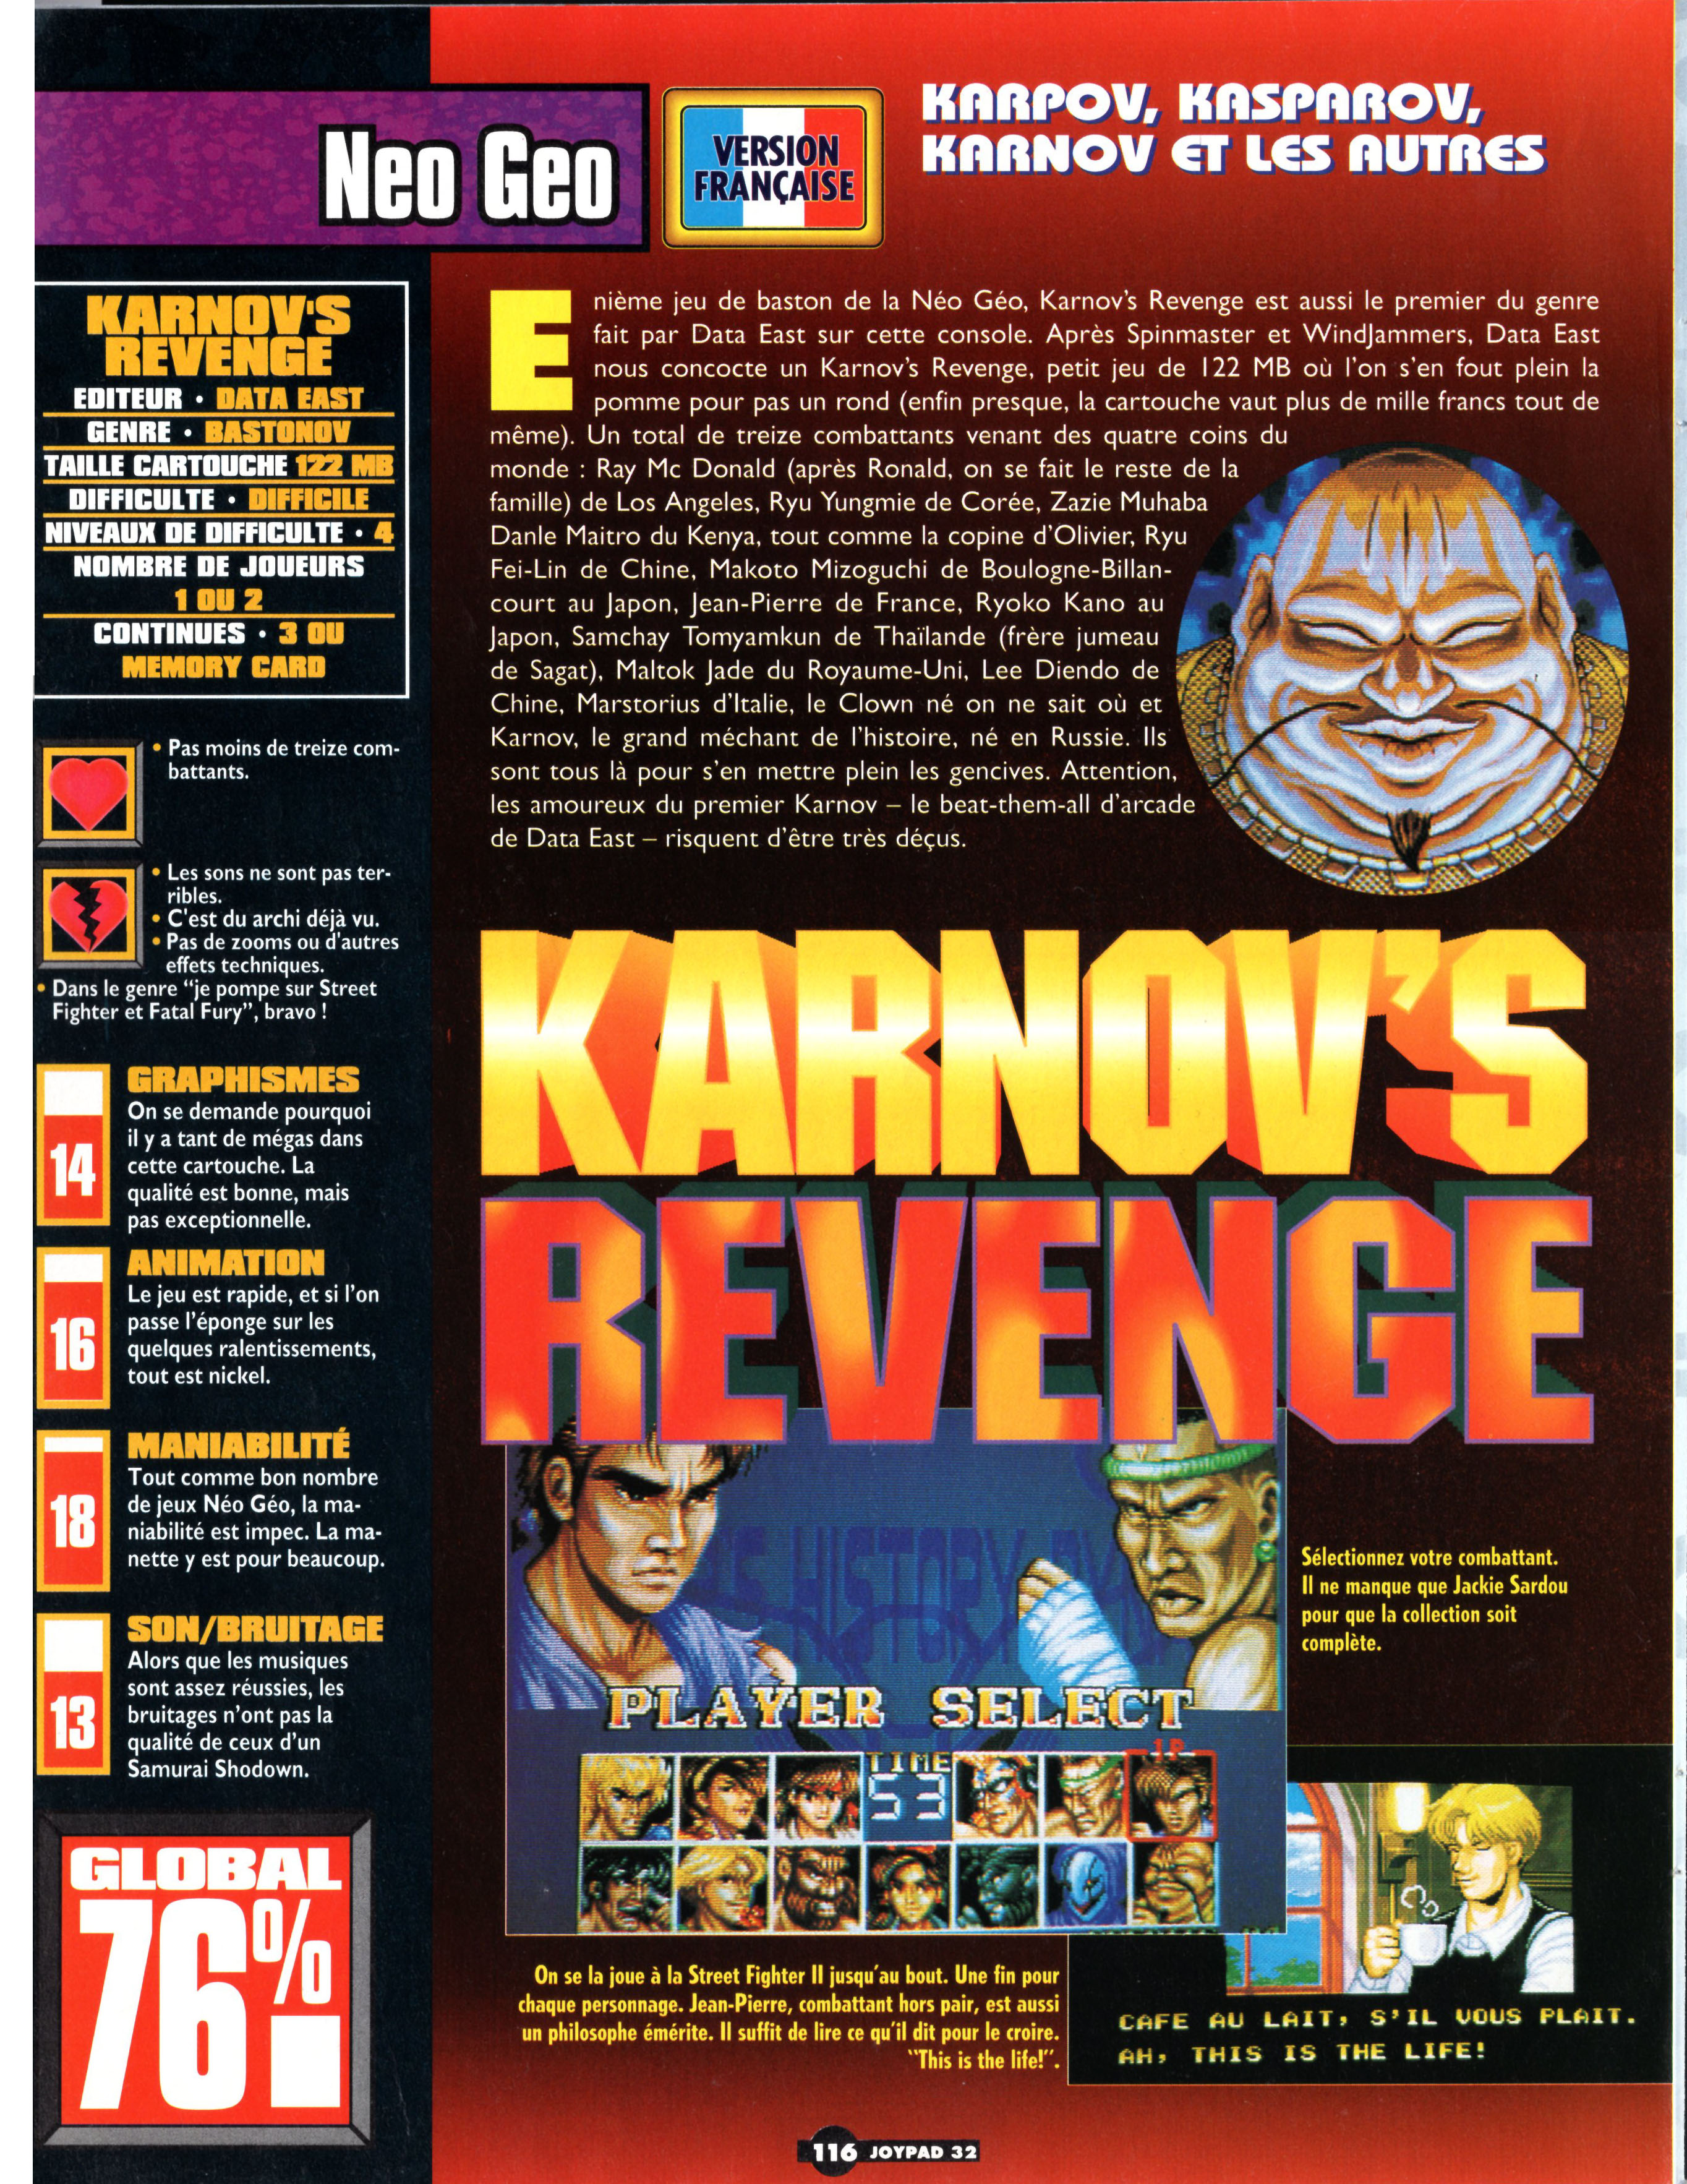 Neo Geo
VERSION
FRANÇAISE
KARPOV, KASPAROV,
KARNOV ET LES AUTRES
KARNOV'S
REVENGE
EDITEUR • DATA EAST
GENRE • BASTONOV
TAILLE CARTOUCHE 122 MB
DIFFICULTE • DIFFICILE
NIVEAUX DE DIFFICULTE • 4
NOMBRE DE JOUEURS
1 OU 2
CONTINUES • 3 OU
MEMORY CARD
• Pas moins de treize com-
battants.
• Les sons ne sont pas ter-
ribles.
• C'est du archi déjà vu.
• Pas de zooms ou d'autres
effets techniques.
• Dans le genre "je pompe sur Street
Fighter et Fatal Fury", bravo !
GRAPHISMES
14
On se demande pourquoi
il y a tant de mégas dans
cette cartouche. La
qualité est bonne, mais
pas exceptionnelle.
ANIMATION
16
Le jeu est rapide, et si l'on
passe l'éponge sur les
quelques ralentissements,
tout est nickel.
MANIABILITÉ
18
Tout comme bon nombre
de jeux Néo Géo, la ma-
niabilité est impec. La ma-
nette y est pour beaucoup.
SON/BRUITAGE
13
Alors que les musiques
sont assez réussies, les
bruitages n'ont pas la
qualité de ceux d'un
Samurai Shodown.
GLOBAL
76%
Enième jeu de baston de la Néo Géo, Karnov's Revenge est aussi le premier du genre
fait par Data East sur cette console. Après Spinmaster et WindJammers, Data East
nous concocte un Karnov's Revenge, petit jeu de 122 MB où l'on s'en fout plein la
pomme pour pas un rond (enfin presque, la cartouche vaut plus de mille francs tout de
même). Un total de treize combattants venant des quatre coins du
monde : Ray Mc Donald (après Ronald, on se fait le reste de la
famille) de Los Angeles, Ryu Yungmie de Corée, Zazie Muhaba
Danle Maitro du Kenya, tout comme la copine d'Olivier, Ryu
Fei-Lin de Chine, Makoto Mizoguchi de Boulogne-Billan-
court au Japon, Jean-Pierre de France, Ryoko Kano au
Japon, Samchay Tomyamkun de Thaïlande (frère jumeau
de Sagat), Maltok Jade du Royaume-Uni, Lee Diendo de
Chine, Marstorius d'Italie, le Clown né on ne sait où et
Karnov, le grand méchant de l'histoire, né en Russie. Ils
sont tous là pour s'en mettre plein les gencives. Attention,
les amoureux du premier Karnov – le beat-them-all d'arcade
de Data East – risquent d'être très déçus.
KARNOV'S
REVENGE
PLAYER SELECT
TIME
53
1P
Sélectionnez votre combattant.
Il ne manque que Jackie Sardou
pour que la collection soit
complète.
On se la joue à la Street Fighter II jusqu'au bout. Une fin pour
chaque personnage. Jean-Pierre, combattant hors pair, est aussi
un philosophe émérite. Il suffit de lire ce qu'il dit pour le croire.
"This is the life!".
CAFE AU LAIT, S'IL VOUS PLAIT.
AH, THIS IS THE LIFE!
116 JOYPAD 32